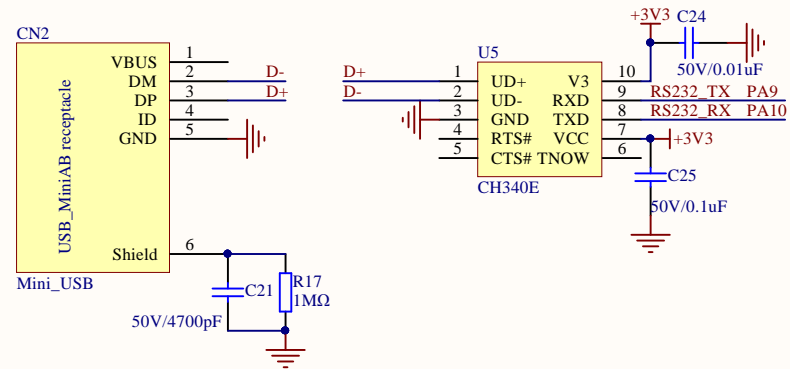 CN2
USB_MiniAB receptacle
VBUS 1
DM 2 D-
DP 3 D+
ID 4
GND 5
Shield 6
Mini_USB
C21
50V/4700pF
R17
1MΩ
U5
D+ 1 UD+
D- 2 UD-
3 GND
4 RTS#
5 CTS#
V3 10
RXD 9 RS232_TX PA9
TXD 8 RS232_RX PA10
VCC 7 +3V3
TNOW 6
CH340E
+3V3
C24
50V/0.01uF
C25
50V/0.1uF